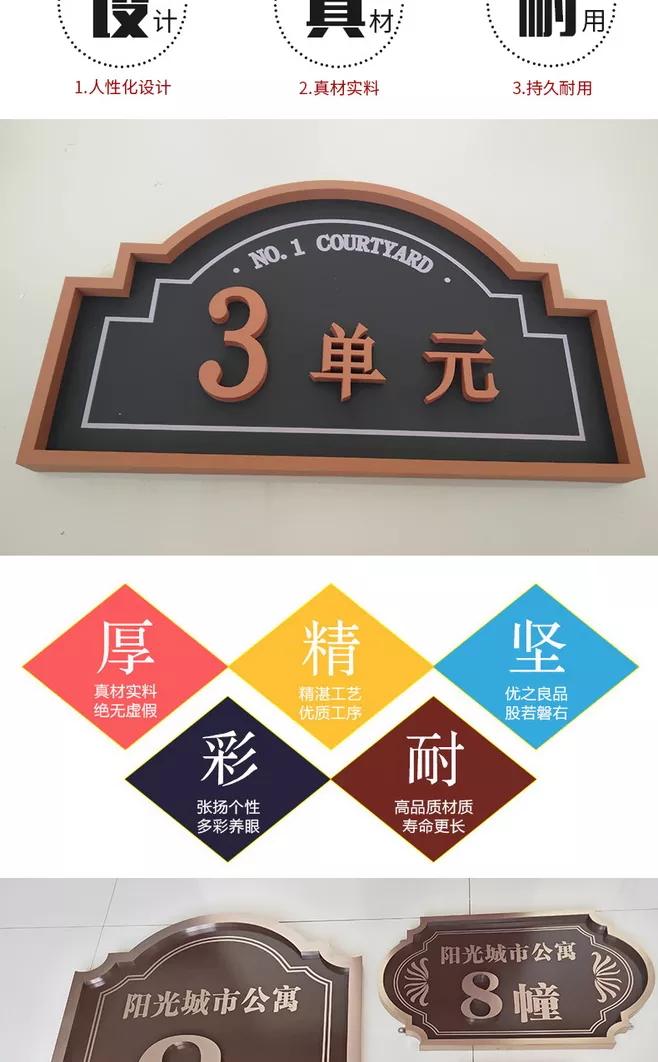 设计
真材
耐用
1.人性化设计
2.真材实料
3.持久耐用
· NO.1 COURTYARD ·
3单元
厚
真材实料
绝无虚假
精
精湛工艺
优质工序
坚
优之良品
股若磐右
彩
张扬个性
多彩养眼
耐
高品质材质
寿命更长
阳光城市公寓
阳光城市公寓
8幢